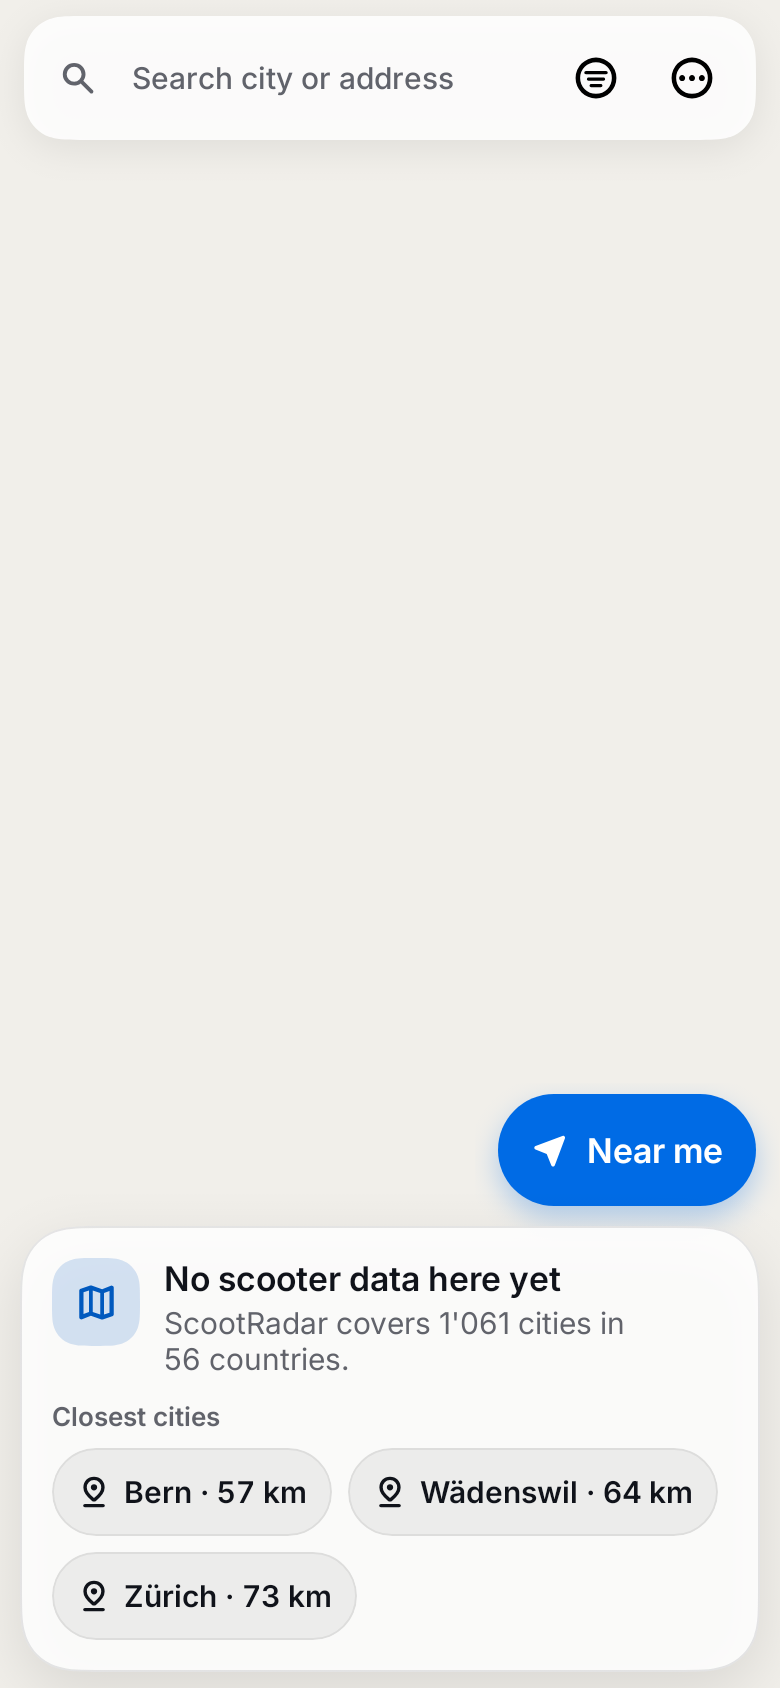 Search city or address
Near me
No scooter data here yet
ScootRadar covers 1'061 cities in
56 countries.
Closest cities
Bern · 57 km
Wädenswil · 64 km
Zürich · 73 km